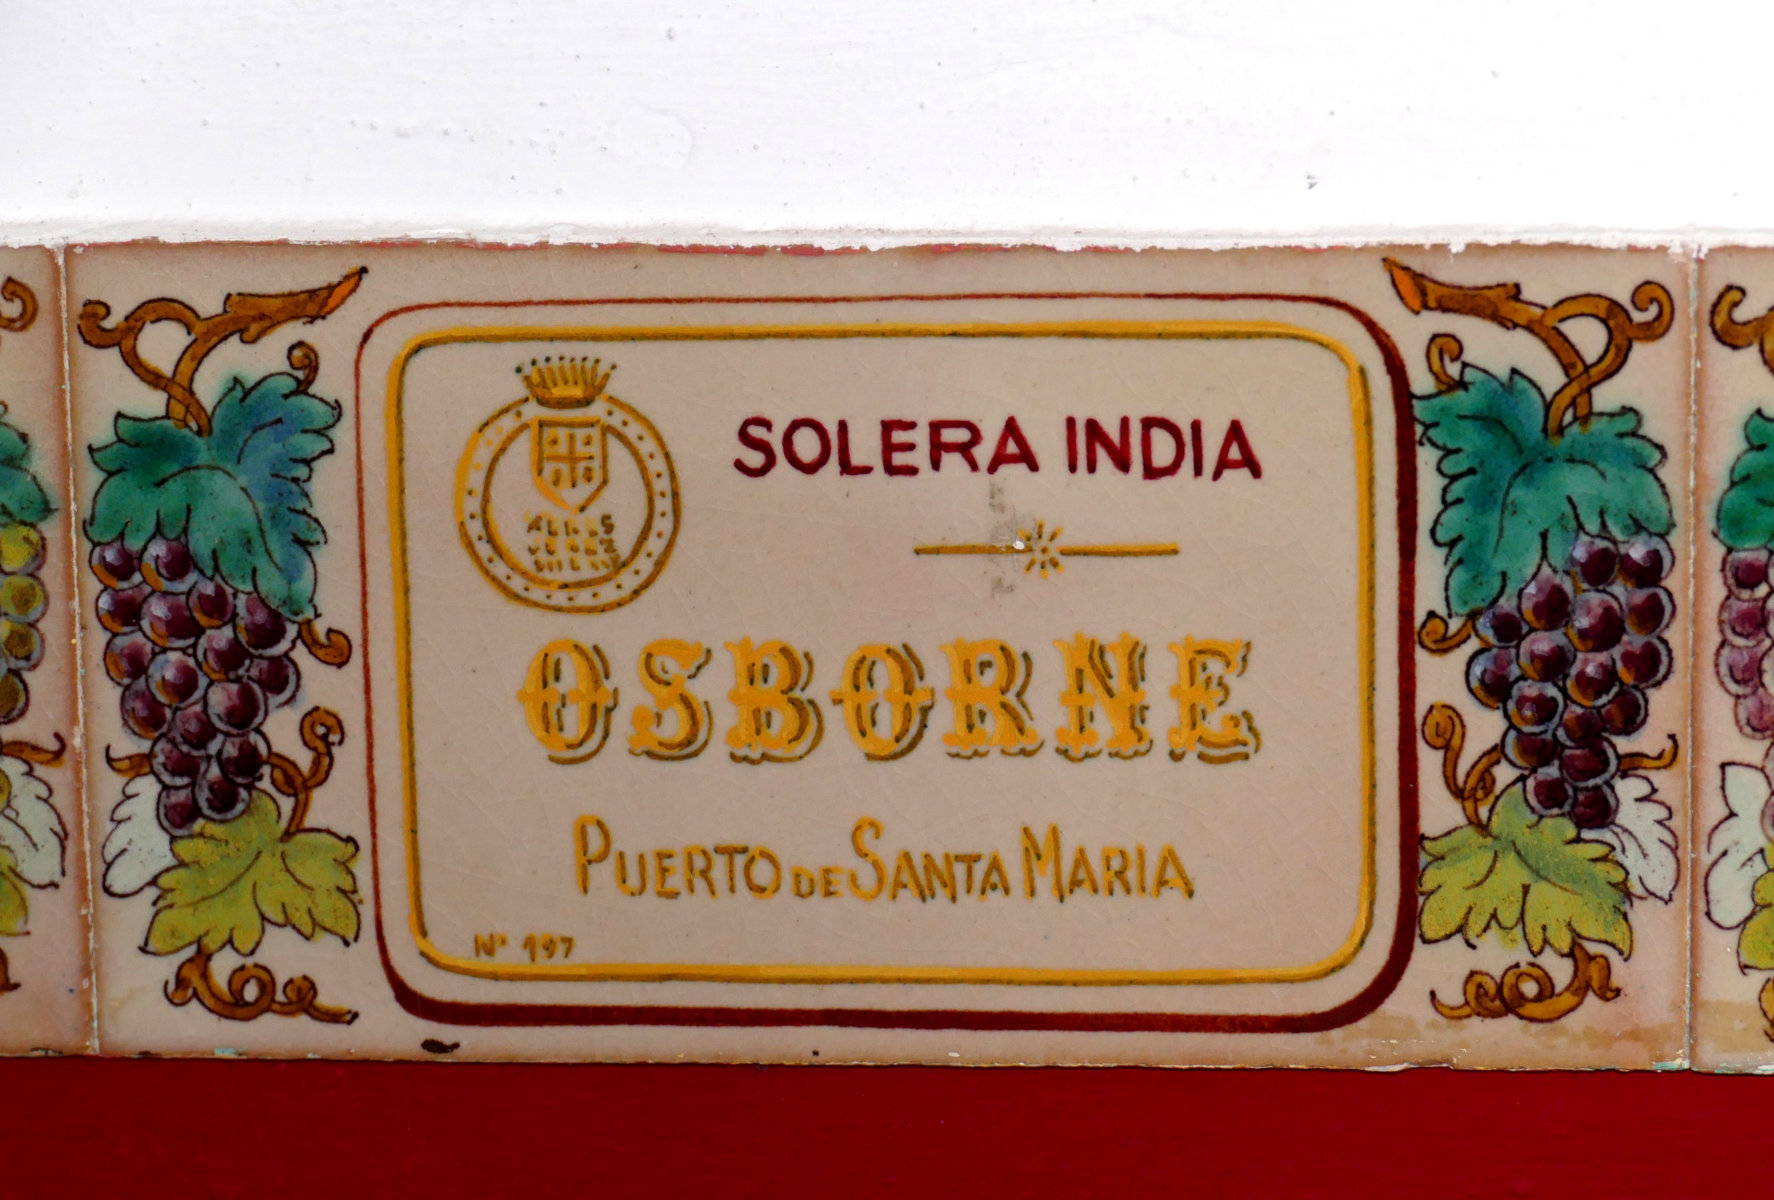 SOLERA INDIA
OSBORNE
PUERTO DE SANTA MARIA
Nº 197